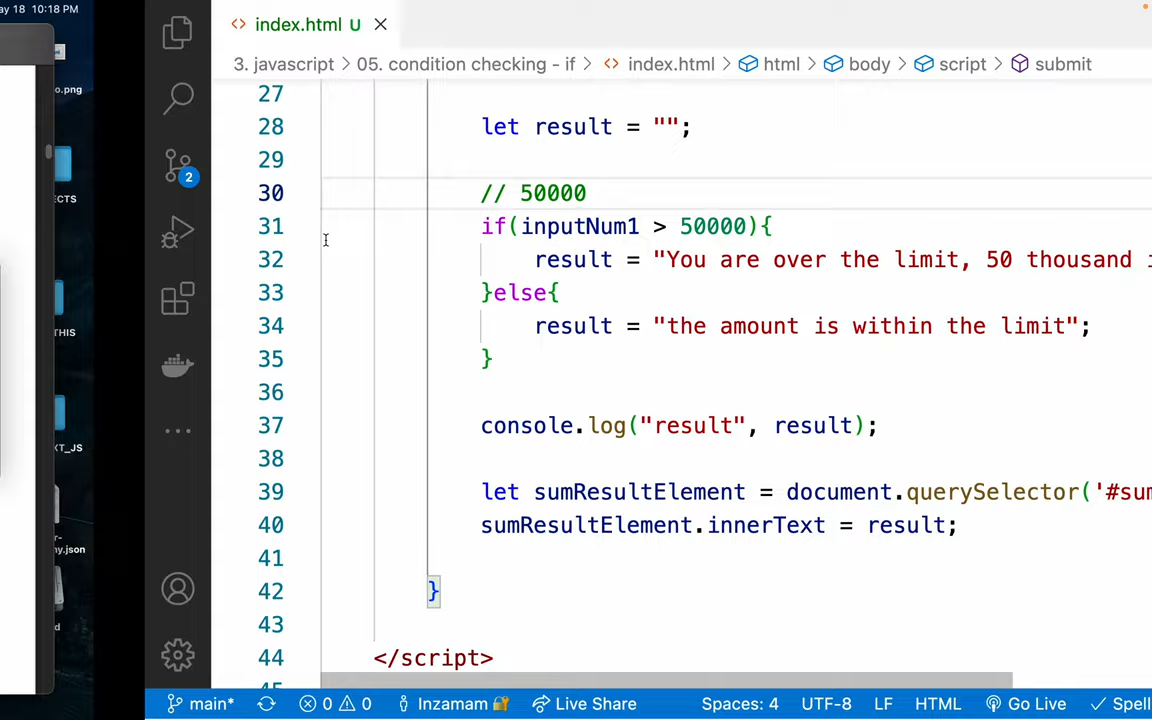 ay 18 10:18 PM
o.png
ECTS
THIS
XT_JS
r-
ny.json
d
2
index.html U
3. javascript > 05. condition checking - if > index.html > html > body > script > submit
27
28 let result = "";
29
30 // 50000
31 if(inputNum1 > 50000){
32 result = "You are over the limit, 50 thousand i
33 }else{
34 result = "the amount is within the limit";
35 }
36
37 console.log("result", result);
38
39 let sumResultElement = document.querySelector('#sum
40 sumResultElement.innerText = result;
41
42 }
43
44 </script>
main* 0 0 Inzamam Live Share Spaces: 4 UTF-8 LF HTML Go Live Spell